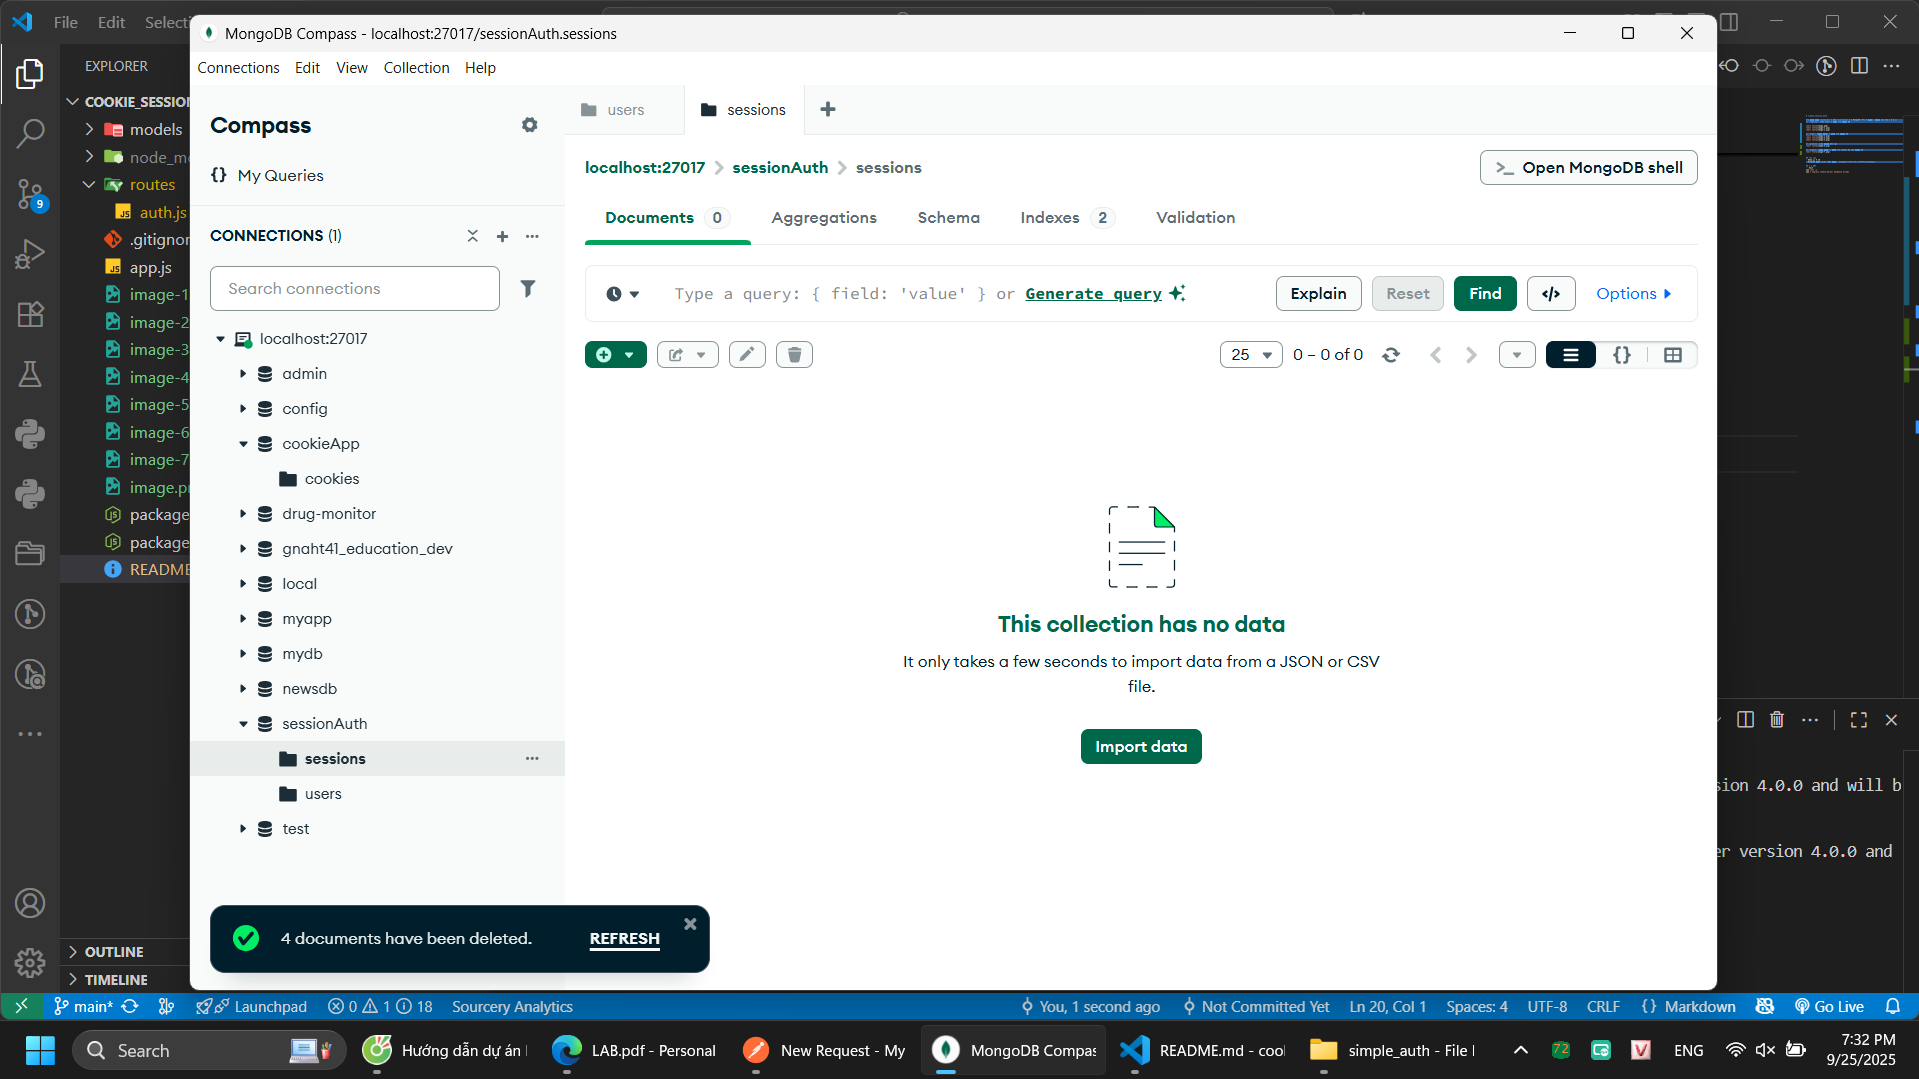 File Edit Selecti
MongoDB Compass - localhost:27017/sessionAuth.sessions
Connections Edit View Collection Help
EXPLORER
COOKIE_SESSION
models
node_m
routes
auth.js
.gitignor
app.js
image-1
image-2
image-3
image-4
image-5
image-6
image-7
image.p
package
package
README
OUTLINE
TIMELINE
9
Compass
{} My Queries
CONNECTIONS (1)
Search connections
localhost:27017
admin
config
cookieApp
cookies
drug-monitor
gnaht41_education_dev
local
myapp
mydb
newsdb
sessionAuth
sessions
users
test
users sessions
localhost:27017 sessionAuth sessions
Open MongoDB shell
Documents 0 Aggregations Schema Indexes 2 Validation
Type a query: { field: 'value' } or Generate query
Explain Reset Find </> Options
25 0 – 0 of 0 {}
This collection has no data
It only takes a few seconds to import data from a JSON or CSV
file.
Import data
4 documents have been deleted. REFRESH
sion 4.0.0 and will b
er version 4.0.0 and
main* Launchpad 0 1 18 Sourcery Analytics You, 1 second ago Not Committed Yet Ln 20, Col 1 Spaces: 4 UTF-8 CRLF {} Markdown Go Live
Search Hướng dẫn dự án LAB.pdf - Personal New Request - My MongoDB Compas README.md - cool simple_auth - File 72 V ENG
7:32 PM
9/25/2025